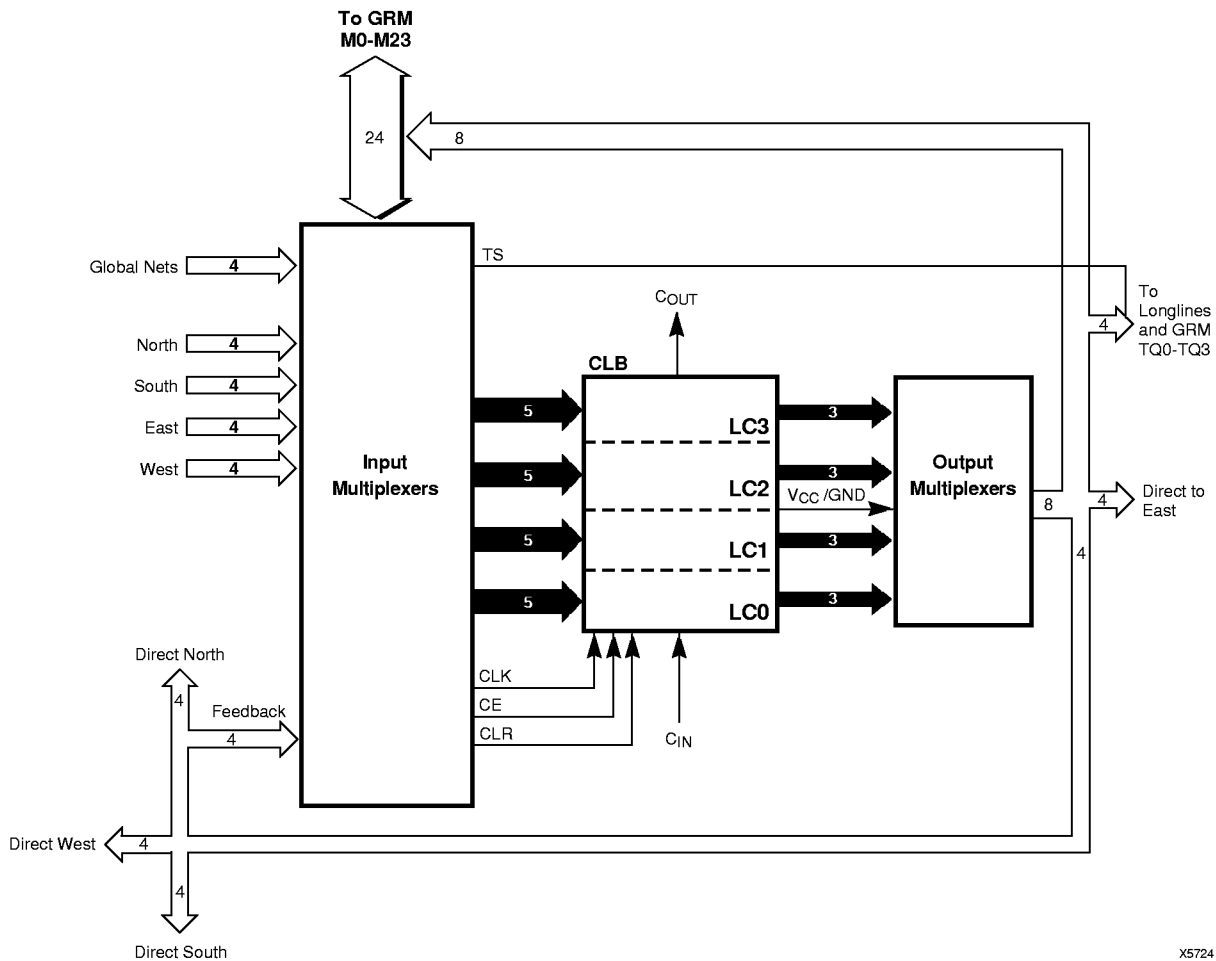 To GRM
M0-M23
24
8
Global Nets
4
TS
North
4
South
4
East
4
West
4
Input
Multiplexers
COUT
CLB
5
5
5
5
LC3
LC2
LC1
LC0
3
3
VCC /GND
3
3
Output
Multiplexers
8
4
To
Longlines
and GRM
TQ0-TQ3
4
Direct to
East
4
CLK
CE
CLR
CIN
Direct North
4
Feedback
4
Direct West
4
4
Direct South
X5724